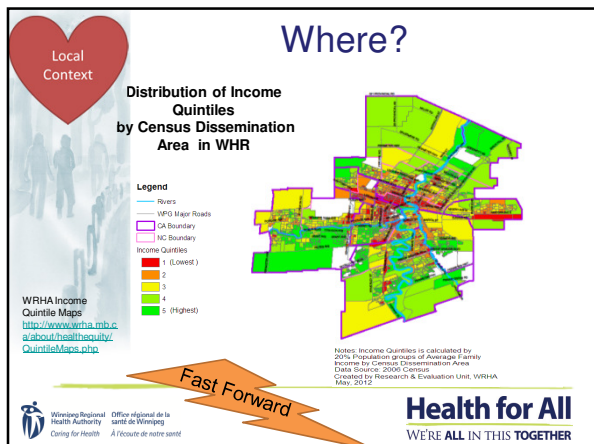 Where?
Local
Context
Distribution of Income
Quintiles
by Census Dissemination
Area in WHR
Legend
Rivers
WPG Major Roads
CA Boundary
NC Boundary
Income Quintiles
1 (Lowest)
2
3
4
5 (Highest)
WRHA Income
Quintile Maps
http://www.wrha.mb.c
a/about/healthequity/
QuintileMaps.php
Notes: Income Quintiles is calculated by
20% Population groups of Average Family
Income by Census Dissemination Area
Data Source: 2006 Census
Created by Research & Evaluation Unit, WRHA
May, 2012
Fast Forward
Winnipeg Regional Office régional de la
Health Authority santé de Winnipeg
Caring for Health À l'écoute de notre santé
Health for All
WE'RE ALL IN THIS TOGETHER